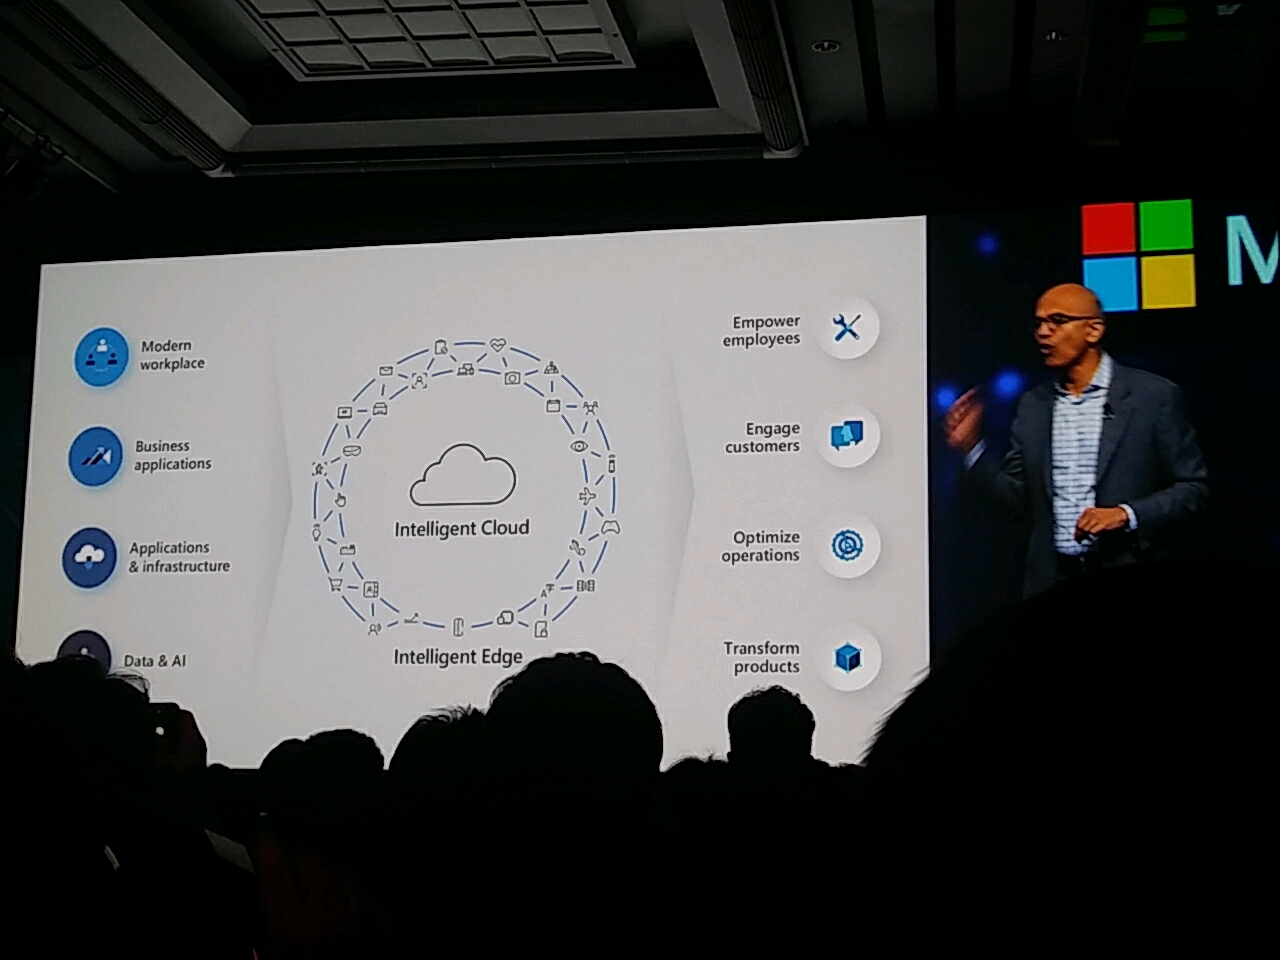 Modern
workplace
Business
applications
Applications
& infrastructure
Data & AI
Intelligent Cloud
Intelligent Edge
Empower
employees
Engage
customers
Optimize
operations
Transform
products
M